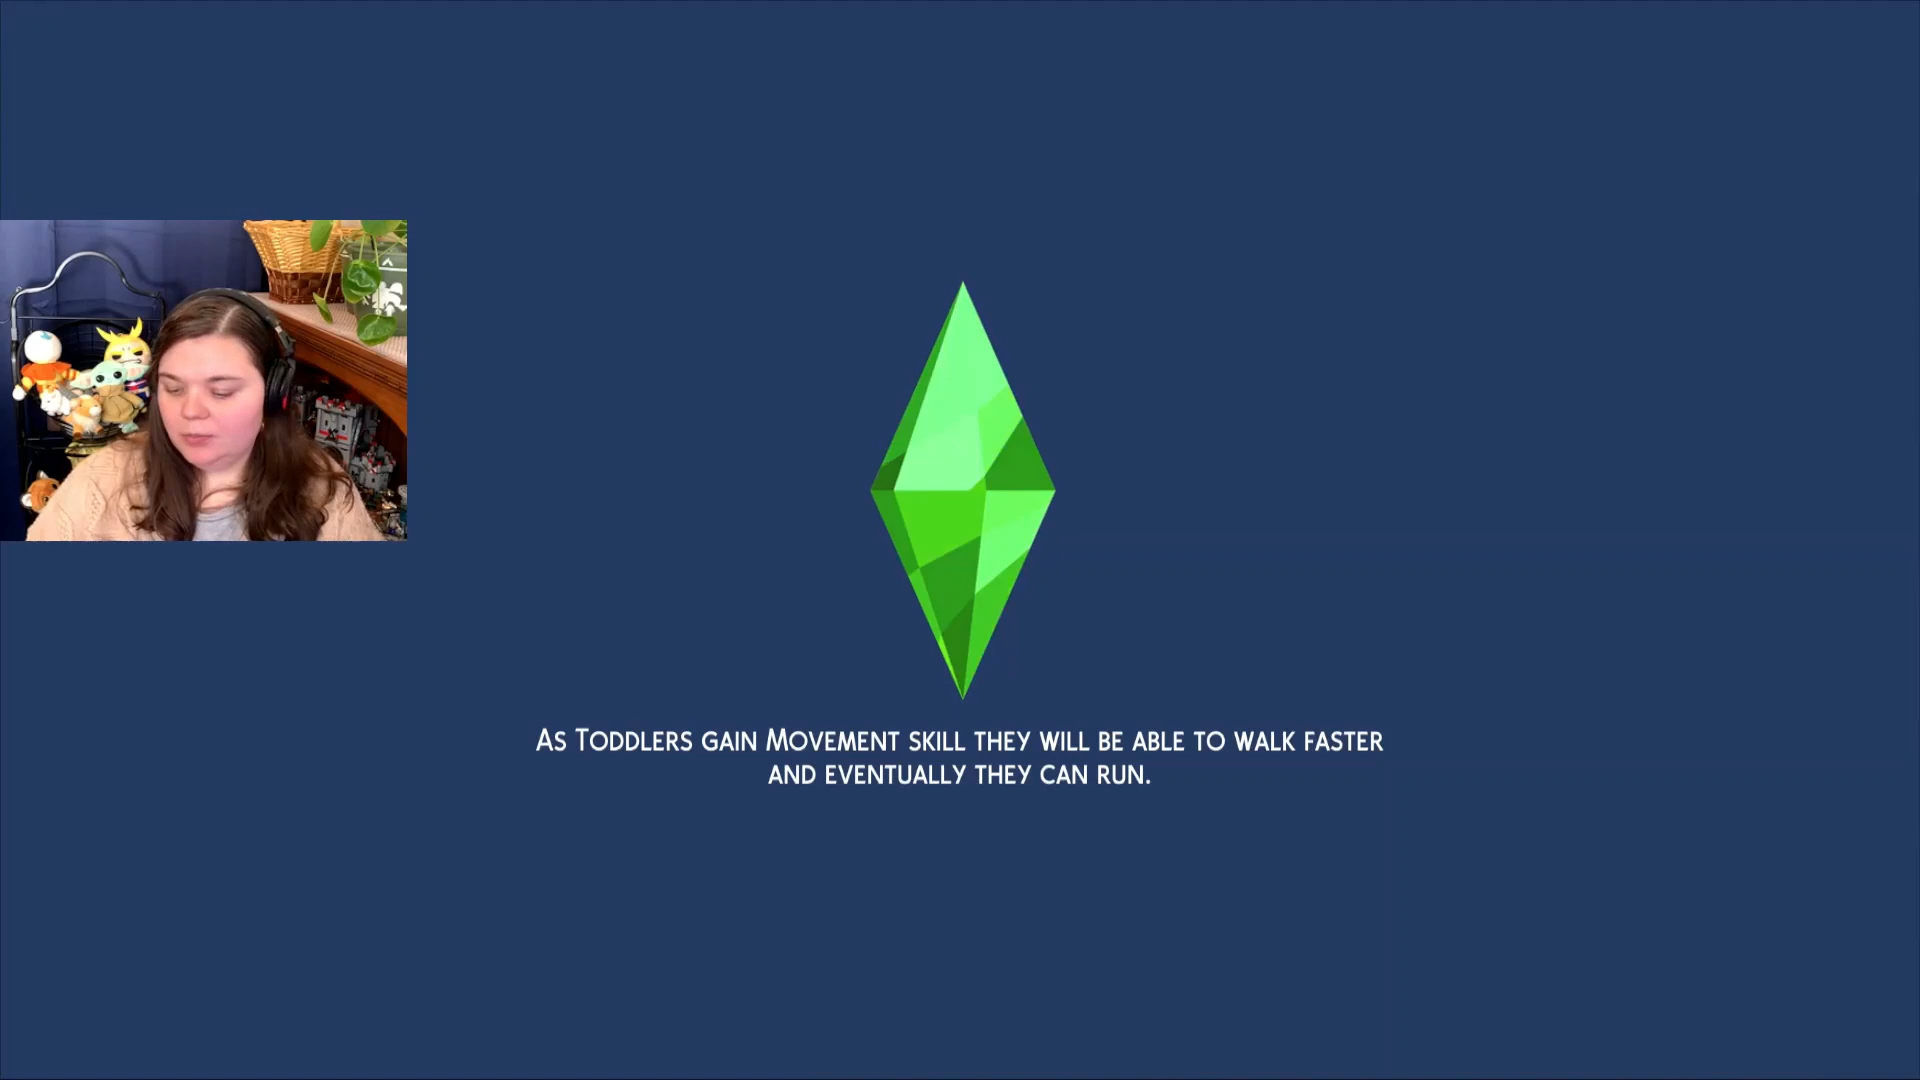 As Toddlers gain Movement skill they will be able to walk faster
and eventually they can run.